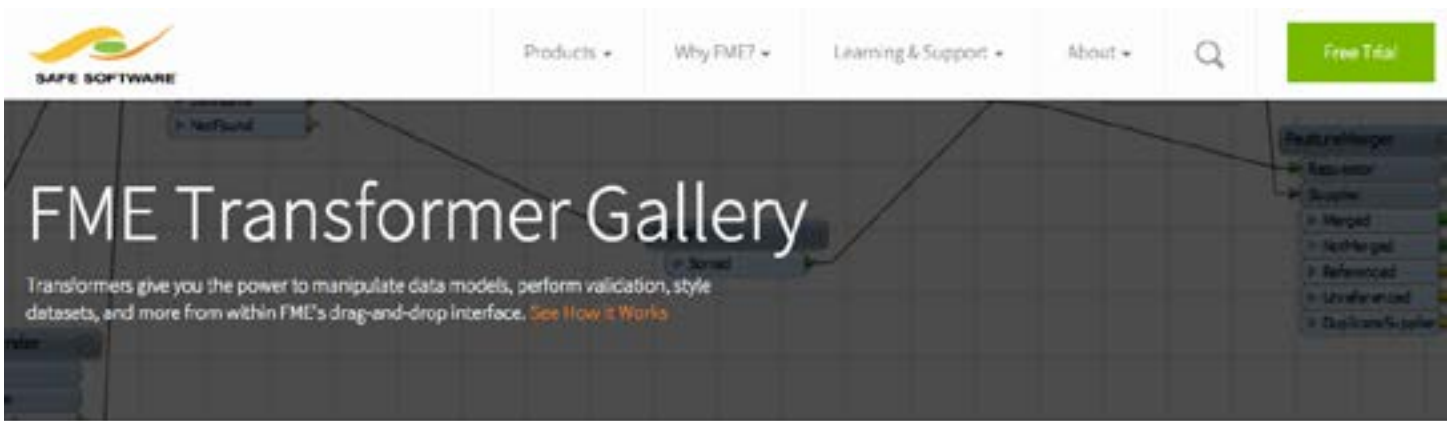 SAFE SOFTWARE
Products
Why FME?
Learning & Support
About
Free Trial
NotFound
FME Transformer Gallery
Sorted
Transformers give you the power to manipulate data models, perform validation, style
datasets, and more from within FME's drag-and-drop interface. See How it Works
FeatureMerger
Requestor
Supplier
Merged
NotMerged
Referenced
Unreferenced
DuplicateSupplier